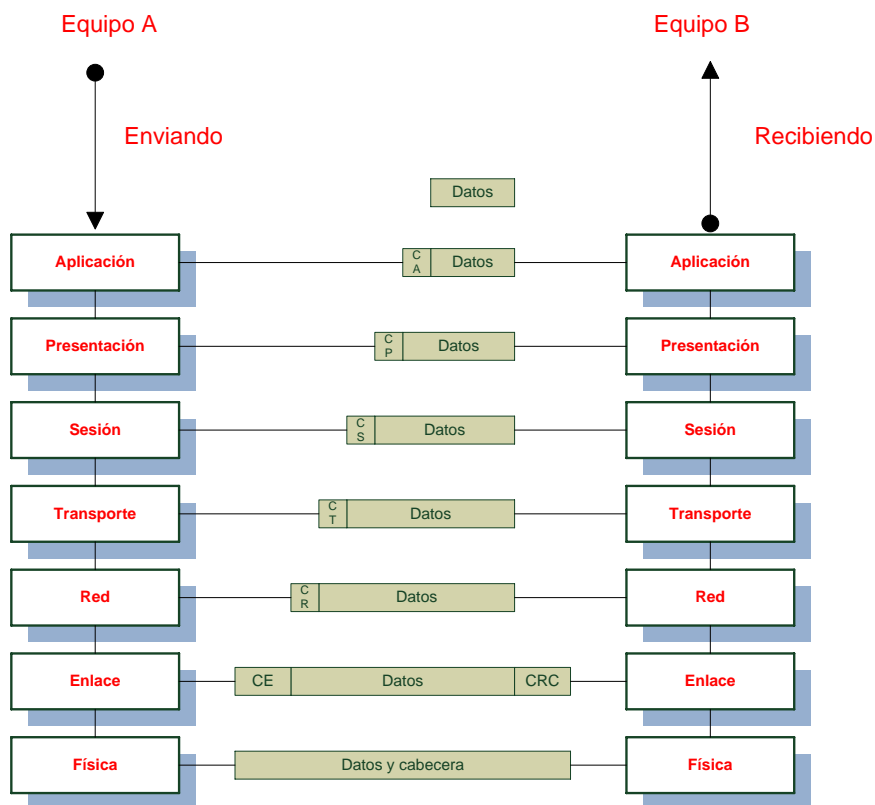 Equipo A
Equipo B
Enviando
Recibiendo
Datos
Aplicación
C
A
Datos
Aplicación
Presentación
C
P
Datos
Presentación
Sesión
C
S
Datos
Sesión
Transporte
C
T
Datos
Transporte
Red
C
R
Datos
Red
Enlace
CE
Datos
CRC
Enlace
Física
Datos y cabecera
Física